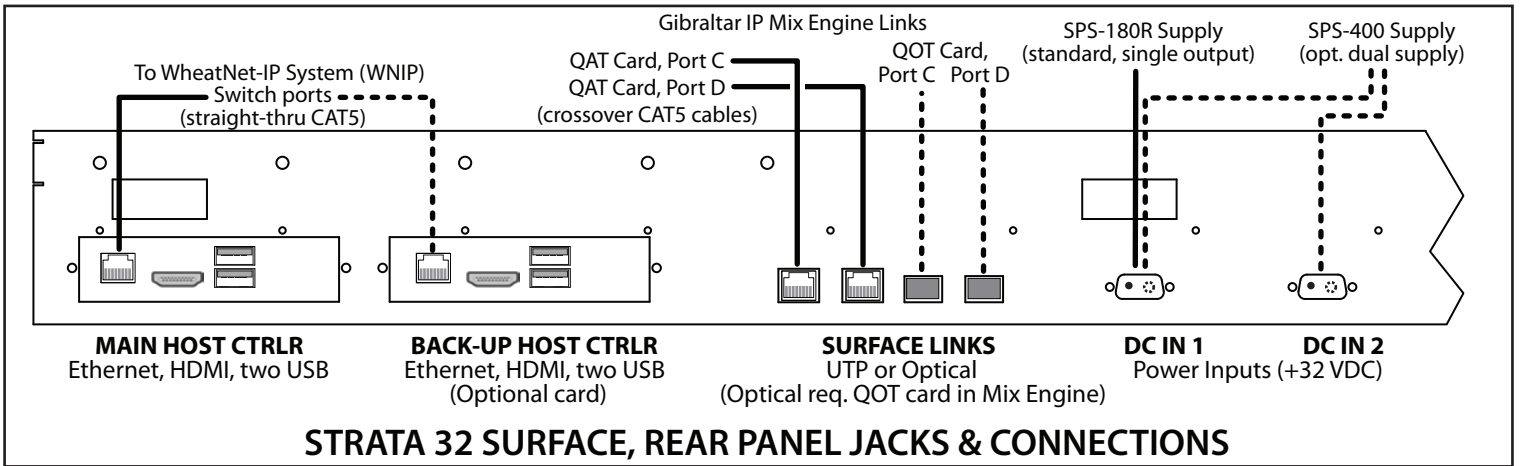 Gibraltar IP Mix Engine Links
QAT Card, Port C
QAT Card, Port D
(crossover CAT5 cables)
QOT Card,
Port C Port D
SPS-180R Supply
(standard, single output)
SPS-400 Supply
(opt. dual supply)
To WheatNet-IP System (WNIP)
Switch ports
(straight-thru CAT5)
MAIN HOST CTRLR
Ethernet, HDMI, two USB
BACK-UP HOST CTRLR
Ethernet, HDMI, two USB
(Optional card)
SURFACE LINKS
UTP or Optical
(Optical req. QOT card in Mix Engine)
DC IN 1 DC IN 2
Power Inputs (+32 VDC)
STRATA 32 SURFACE, REAR PANEL JACKS & CONNECTIONS